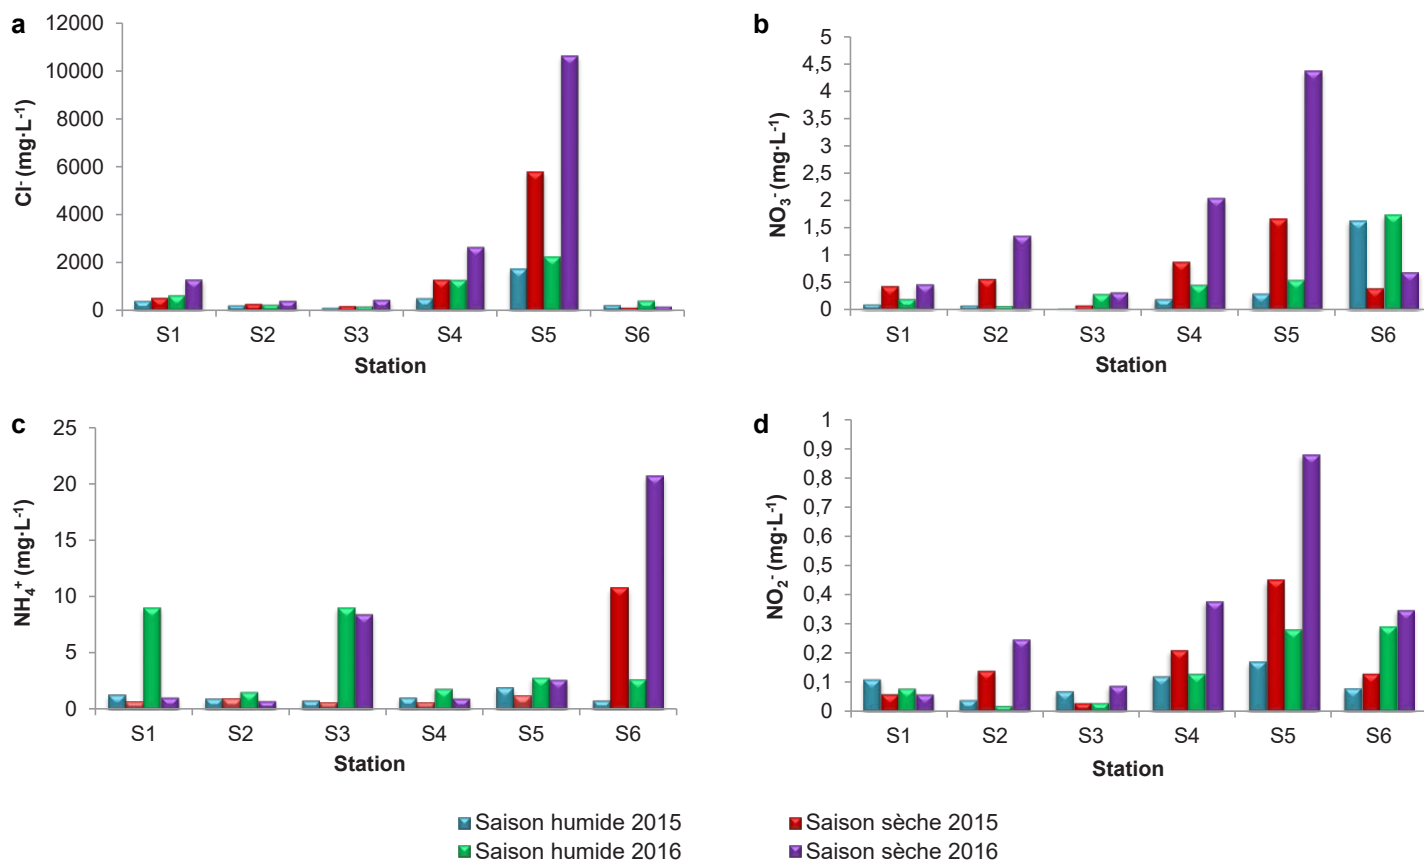 a
12000
10000
8000
6000
4000
2000
0
Cl⁻ (mg·L⁻¹)
S1 S2 S3 S4 S5 S6
Station
b
5
4,5
4
3,5
3
2,5
2
1,5
1
0,5
0
NO₃⁻ (mg·L⁻¹)
S1 S2 S3 S4 S5 S6
Station
c
25
20
15
10
5
0
NH₄⁺ (mg·L⁻¹)
S1 S2 S3 S4 S5 S6
Station
d
1
0,9
0,8
0,7
0,6
0,5
0,4
0,3
0,2
0,1
0
NO₂⁻ (mg·L⁻¹)
S1 S2 S3 S4 S5 S6
Station
Saison humide 2015 Saison sèche 2015
Saison humide 2016 Saison sèche 2016